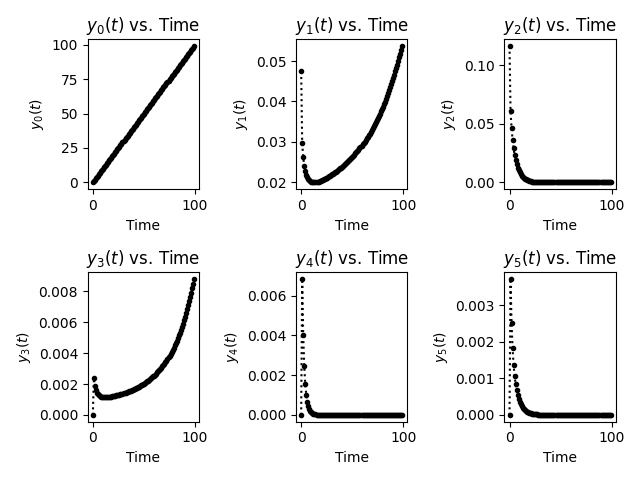 y₀(t) vs. Time
y₁(t) vs. Time
y₂(t) vs. Time
100
75
50
25
0
y₀(t)
0
100
Time
0.05
0.04
0.03
0.02
y₁(t)
0
100
Time
0.10
0.05
0.00
y₂(t)
0
100
Time
y₃(t) vs. Time
y₄(t) vs. Time
y₅(t) vs. Time
0.008
0.006
0.004
0.002
0.000
y₃(t)
0
100
Time
0.006
0.004
0.002
0.000
y₄(t)
0
100
Time
0.003
0.002
0.001
0.000
y₅(t)
0
100
Time